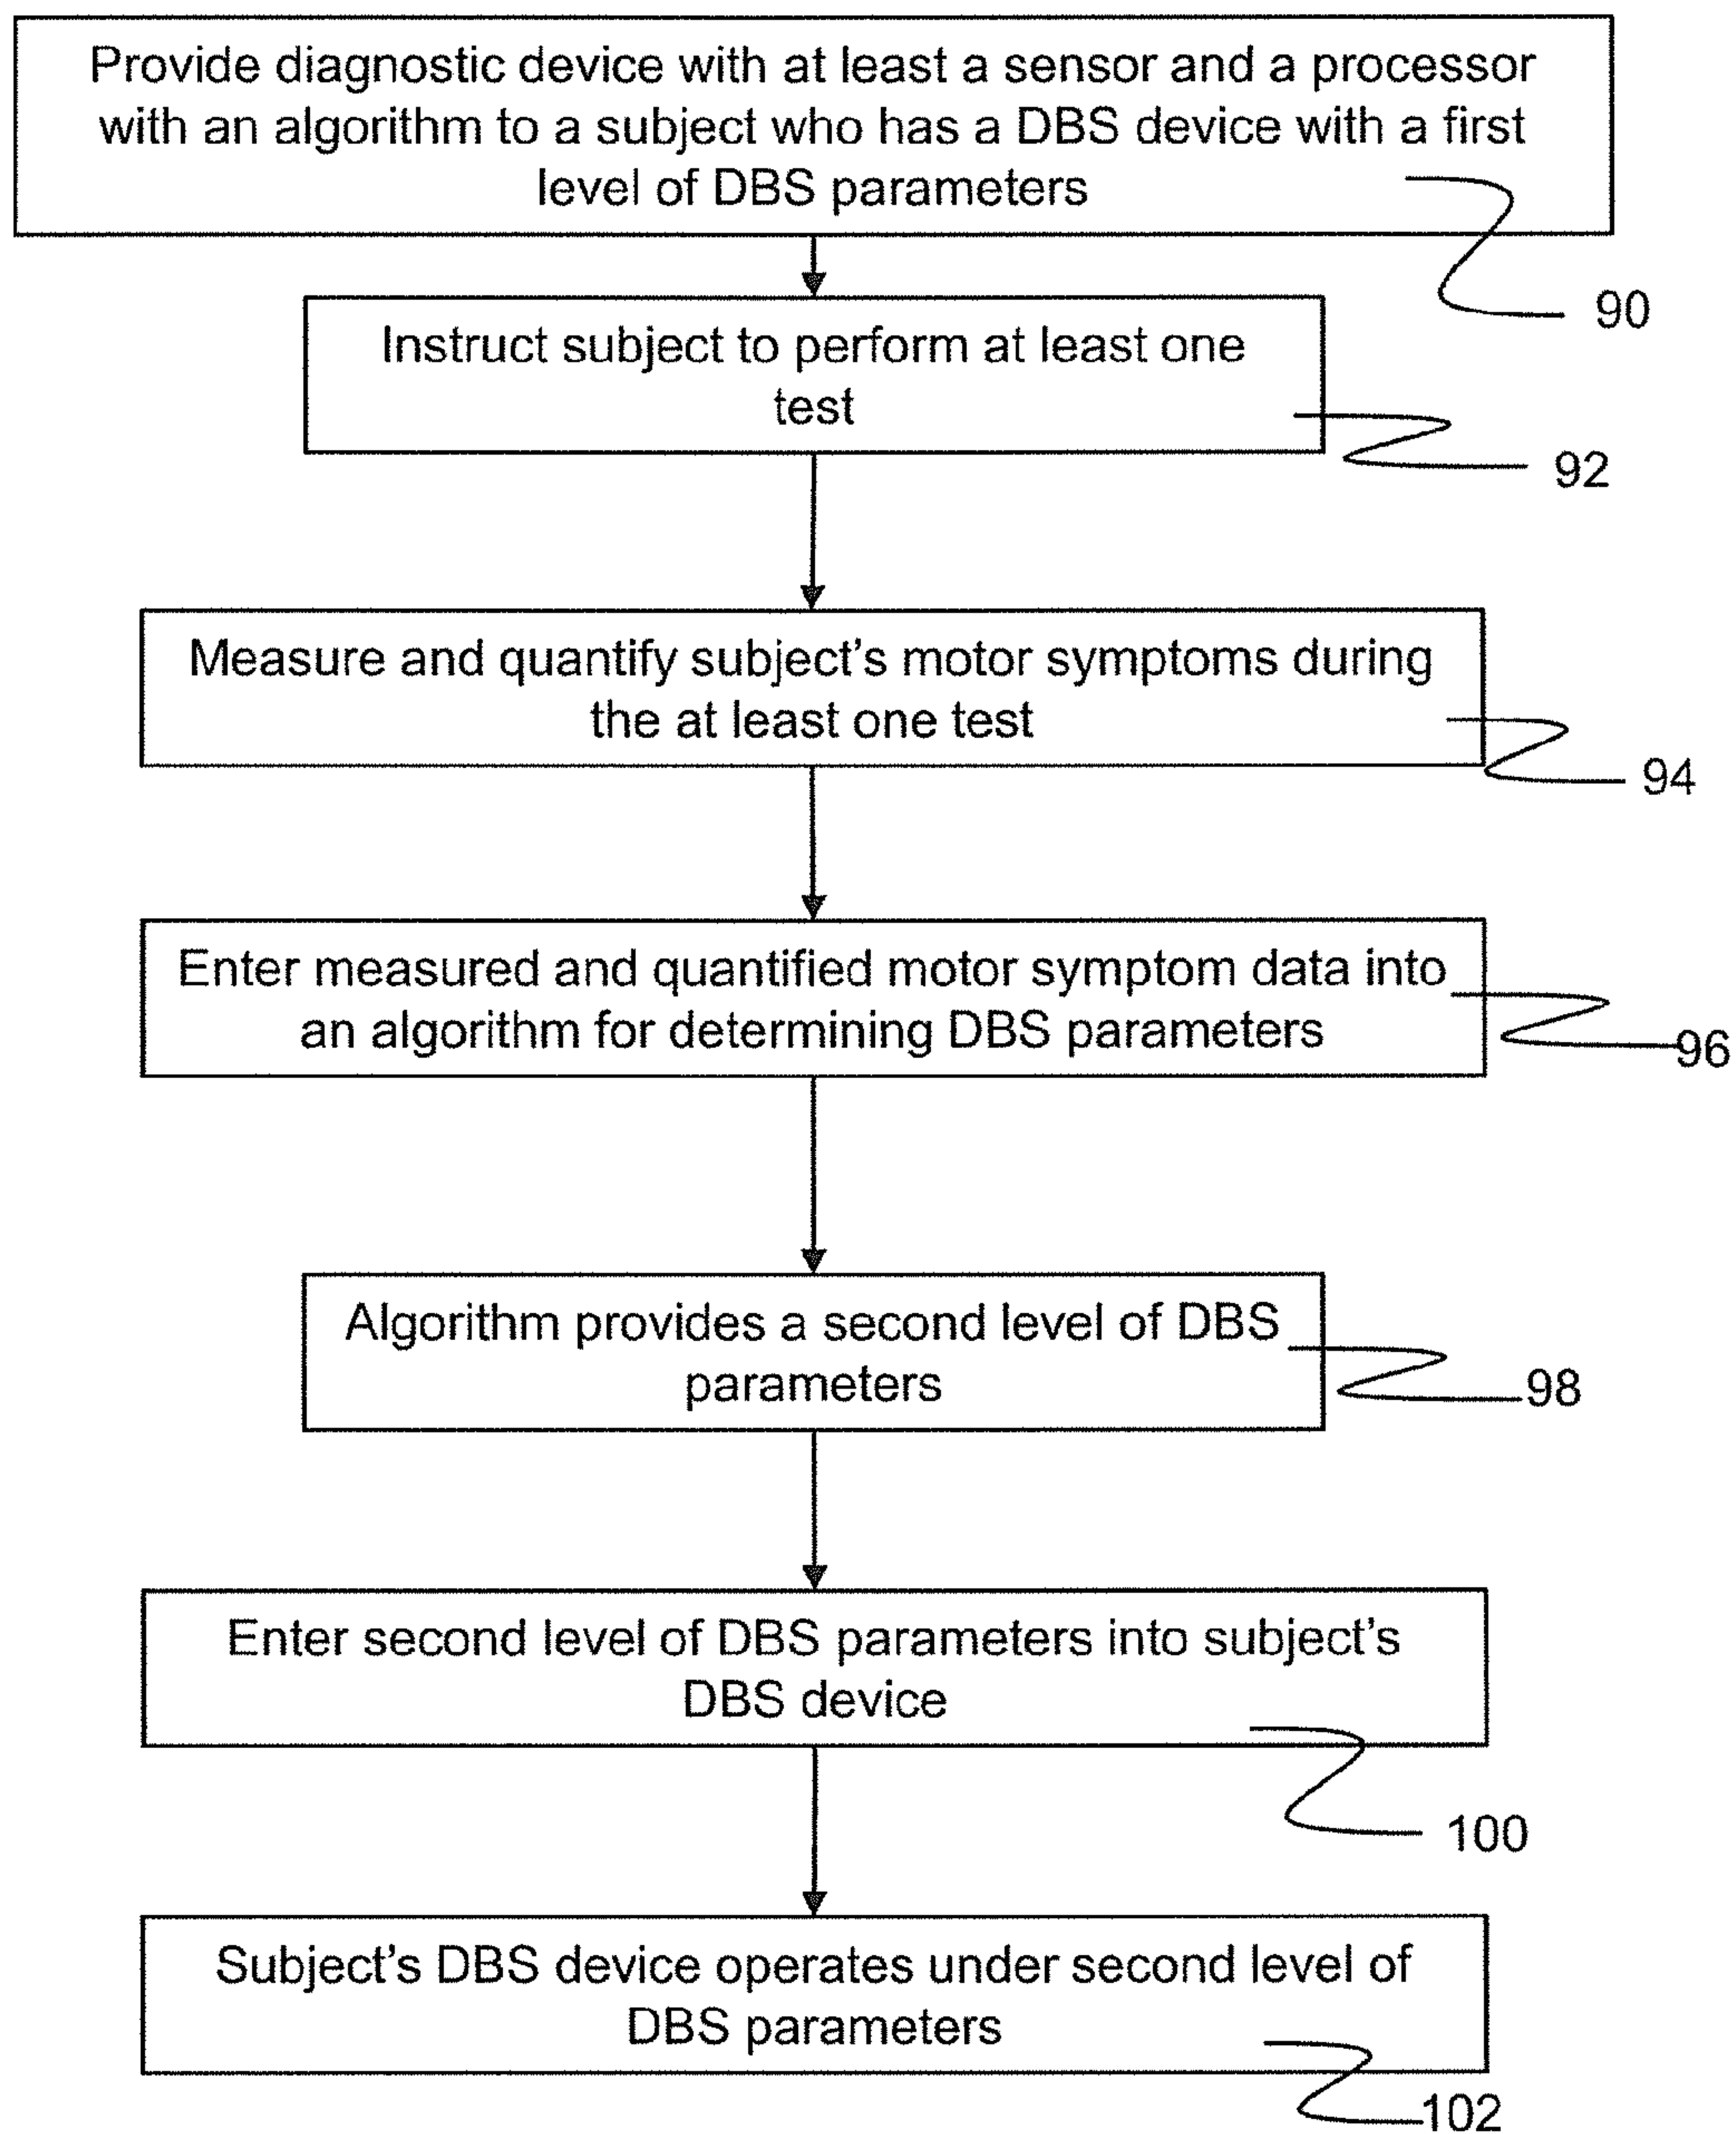 Provide diagnostic device with at least a sensor and a processor
with an algorithm to a subject who has a DBS device with a first
level of DBS parameters
90
Instruct subject to perform at least one
test
92
Measure and quantify subject's motor symptoms during
the at least one test
94
Enter measured and quantified motor symptom data into
an algorithm for determining DBS parameters
96
Algorithm provides a second level of DBS
parameters
98
Enter second level of DBS parameters into subject's
DBS device
100
Subject's DBS device operates under second level of
DBS parameters
102